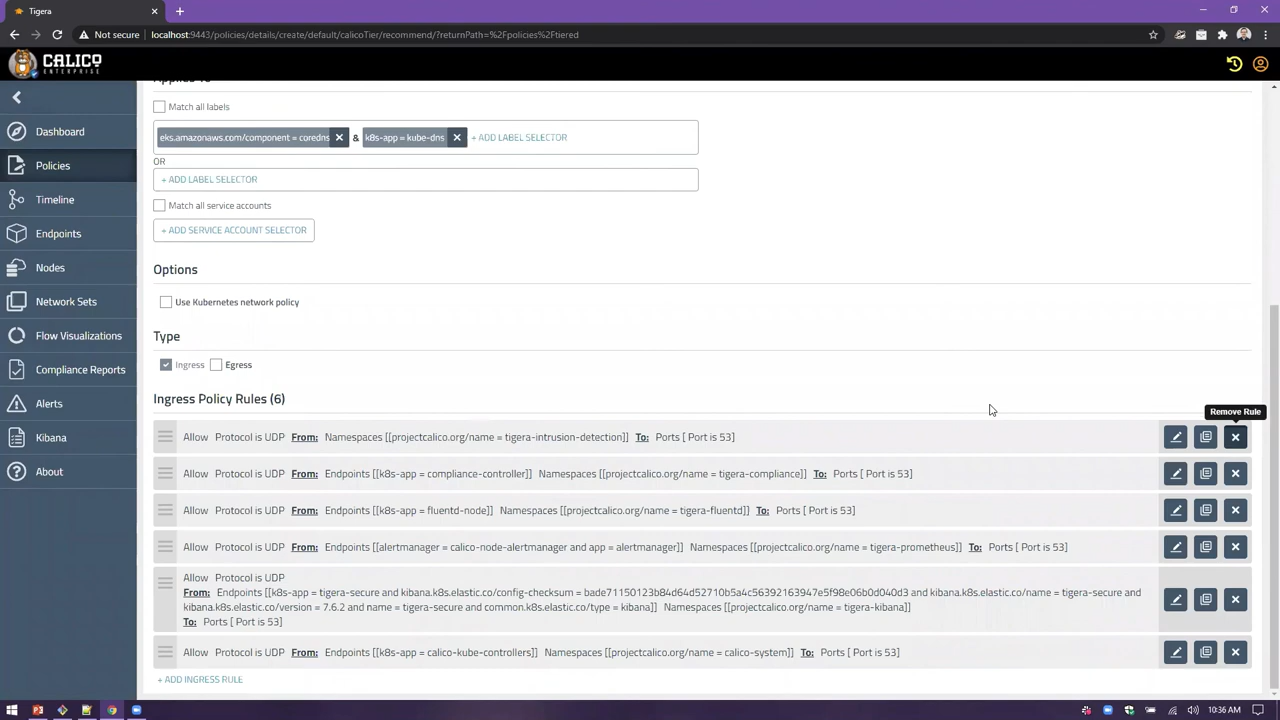 Tigera
Not secure localhost:9443/policies/details/create/default/calicoTier/recommend/?returnPath=%2Fpolicies%2Ftiered
CALICO
ENTERPRISE
Match all labels
eks.amazonaws.com/component = coredns & k8s-app = kube-dns + ADD LABEL SELECTOR
OR
+ ADD LABEL SELECTOR
Match all service accounts
+ ADD SERVICE ACCOUNT SELECTOR
Options
Use Kubernetes network policy
Type
Ingress Egress
Ingress Policy Rules (6)
Remove Rule
Allow Protocol is UDP From: Namespaces [[projectcalico.org/name = tigera-intrusion-detection]] To: Ports [ Port is 53]
Allow Protocol is UDP From: Endpoints [[k8s-app = compliance-controller]] Namespaces [[projectcalico.org/name = tigera-compliance]] To: Ports [ Port is 53]
Allow Protocol is UDP From: Endpoints [[k8s-app = fluentd-node]] Namespaces [[projectcalico.org/name = tigera-fluentd]] To: Ports [ Port is 53]
Allow Protocol is UDP From: Endpoints [[alertmanager = calico-node-alertmanager and app = alertmanager]] Namespaces [[projectcalico.org/name = tigera-prometheus]] To: Ports [ Port is 53]
Allow Protocol is UDP
From: Endpoints [[k8s-app = tigera-secure and kibana.k8s.elastic.co/config-checksum = bade71150123b84d64d52710b5a4c56392163947e5f98e06b0d040d3 and kibana.k8s.elastic.co/name = tigera-secure and
kibana.k8s.elastic.co/version = 7.6.2 and name = tigera-secure and common.k8s.elastic.co/type = kibana]] Namespaces [[projectcalico.org/name = tigera-kibana]]
To: Ports [ Port is 53]
Allow Protocol is UDP From: Endpoints [[k8s-app = calico-kube-controllers]] Namespaces [[projectcalico.org/name = calico-system]] To: Ports [ Port is 53]
+ ADD INGRESS RULE
Dashboard
Policies
Timeline
Endpoints
Nodes
Network Sets
Flow Visualizations
Compliance Reports
Alerts
Kibana
About
10:36 AM